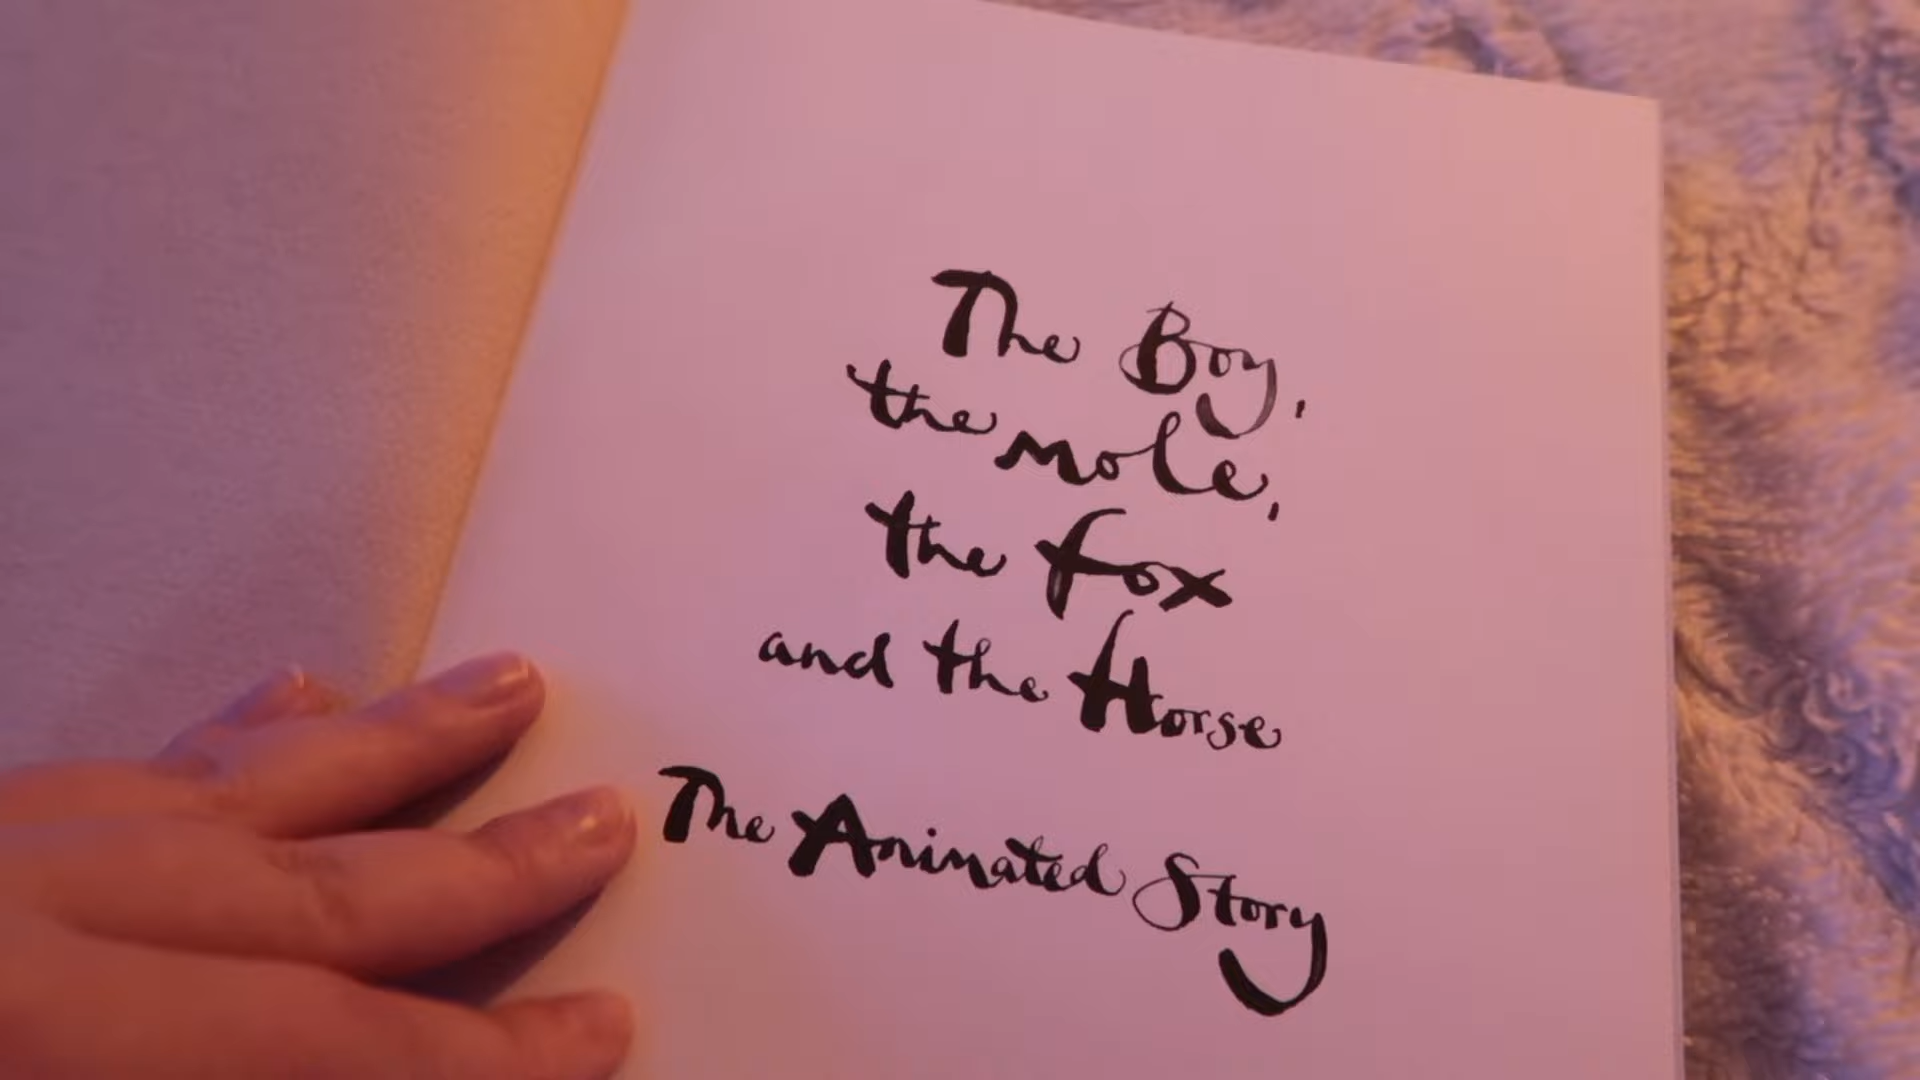 The Boy,
the mole,
the fox
and the Horse
The Animated Story